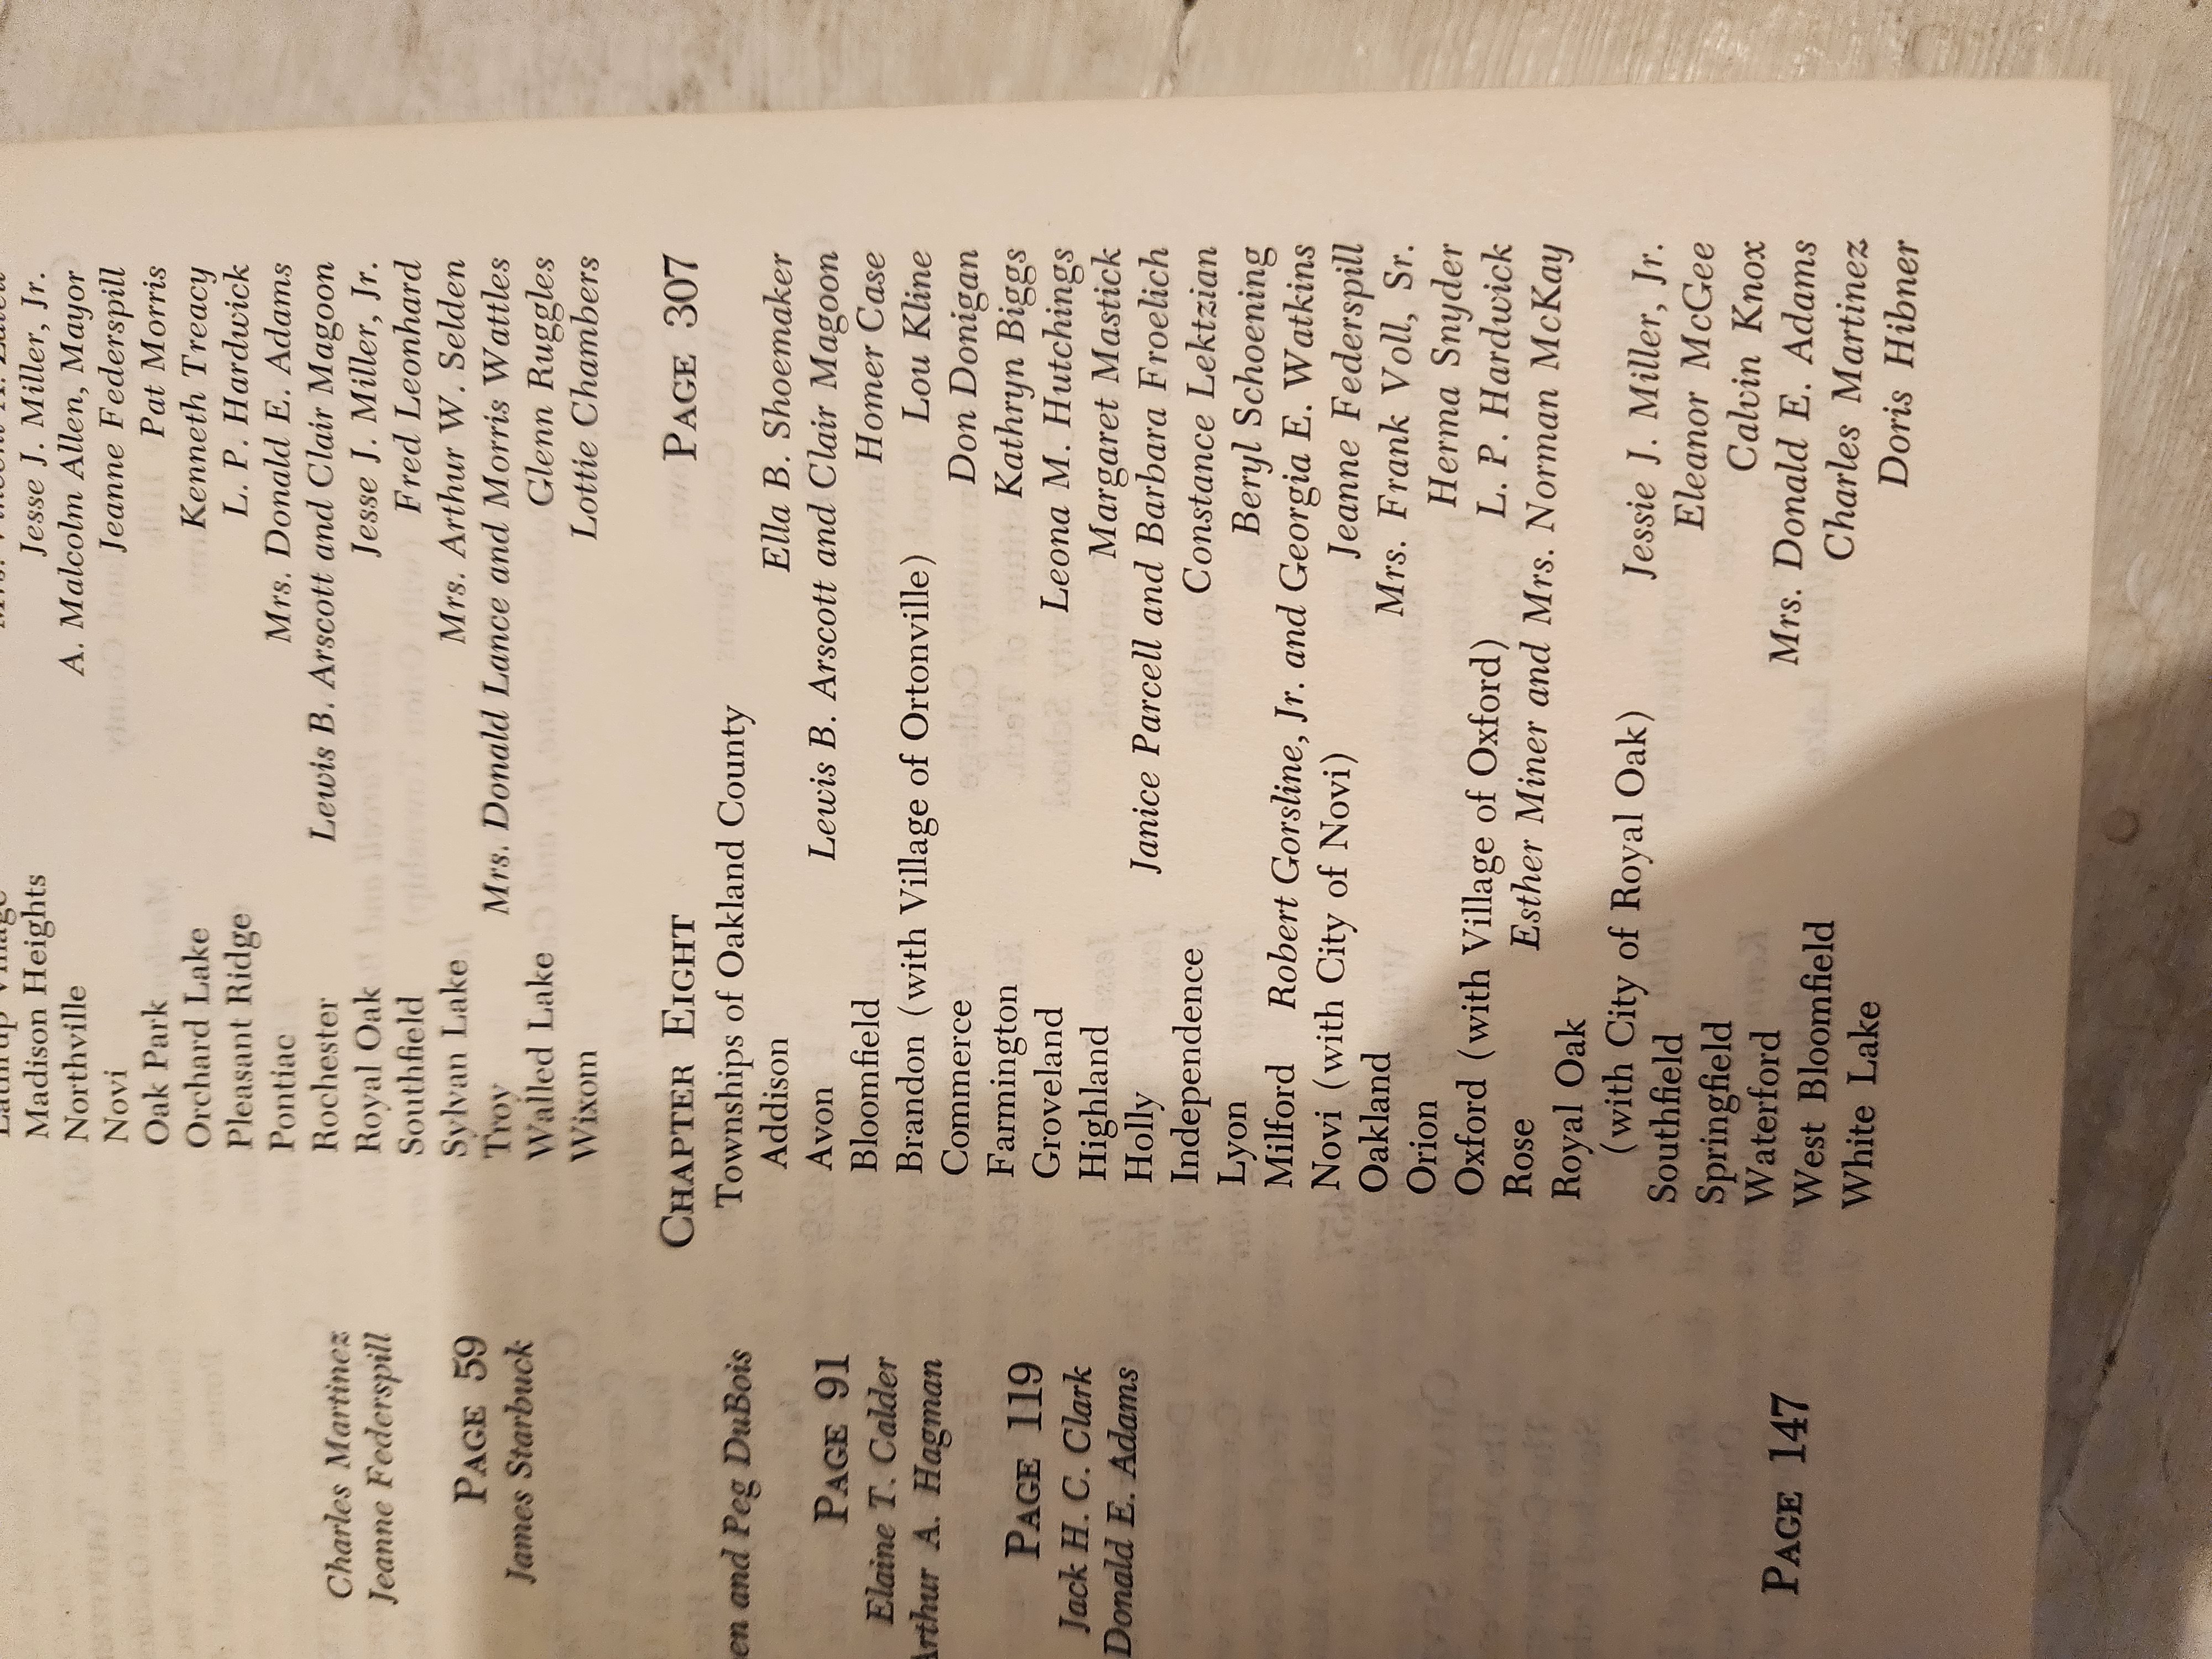 Charles Martinez
Jeanne Federspill
PAGE 59
James Starbuck
and Peg DuBois
PAGE 91
Elaine T. Calder
Arthur A. Hagman
PAGE 119
Jack H. C. Clark
Donald E. Adams
PAGE 147
Madison Heights Jesse J. Miller, Jr.
Northville A. Malcolm Allen, Mayor
Novi Jeanne Federspill
Oak Park Pat Morris
Orchard Lake Kenneth Treacy
Pleasant Ridge L. P. Hardwick
Pontiac Mrs. Donald E. Adams
Rochester Lewis B. Arscott and Clair Magoon
Royal Oak Jesse J. Miller, Jr.
Southfield Fred Leonhard
Sylvan Lake Mrs. Arthur W. Selden
Troy Mrs. Donald Lance and Morris Wattles
Walled Lake Glenn Ruggles
Wixom Lottie Chambers
CHAPTER EIGHT PAGE 307
Townships of Oakland County
Addison Ella B. Shoemaker
Avon Lewis B. Arscott and Clair Magoon
Bloomfield Homer Case
Brandon (with Village of Ortonville) Lou Kline
Commerce Don Donigan
Farmington Kathryn Biggs
Groveland Leona M. Hutchings
Highland Margaret Mastick
Holly Janice Parcell and Barbara Froelich
Independence Constance Lektzian
Lyon Beryl Schoening
Milford Robert Gorsline, Jr. and Georgia E. Watkins
Novi (with City of Novi) Jeanne Federspill
Oakland Mrs. Frank Voll, Sr.
Orion Herma Snyder
Oxford (with Village of Oxford) L. P. Hardwick
Rose Esther Miner and Mrs. Norman McKay
Royal Oak
(with City of Royal Oak) Jessie J. Miller, Jr.
Southfield Eleanor McGee
Springfield Calvin Knox
Waterford Mrs. Donald E. Adams
West Bloomfield Charles Martinez
White Lake Doris Hibner